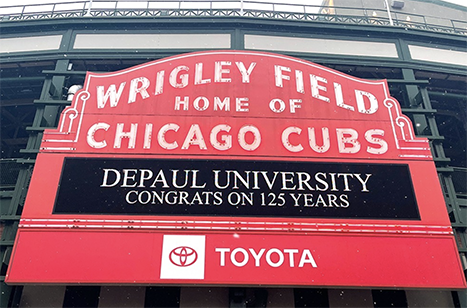 WRIGLEY FIELD
HOME OF
CHICAGO CUBS
DEPAUL UNIVERSITY
CONGRATS ON 125 YEARS
TOYOTA